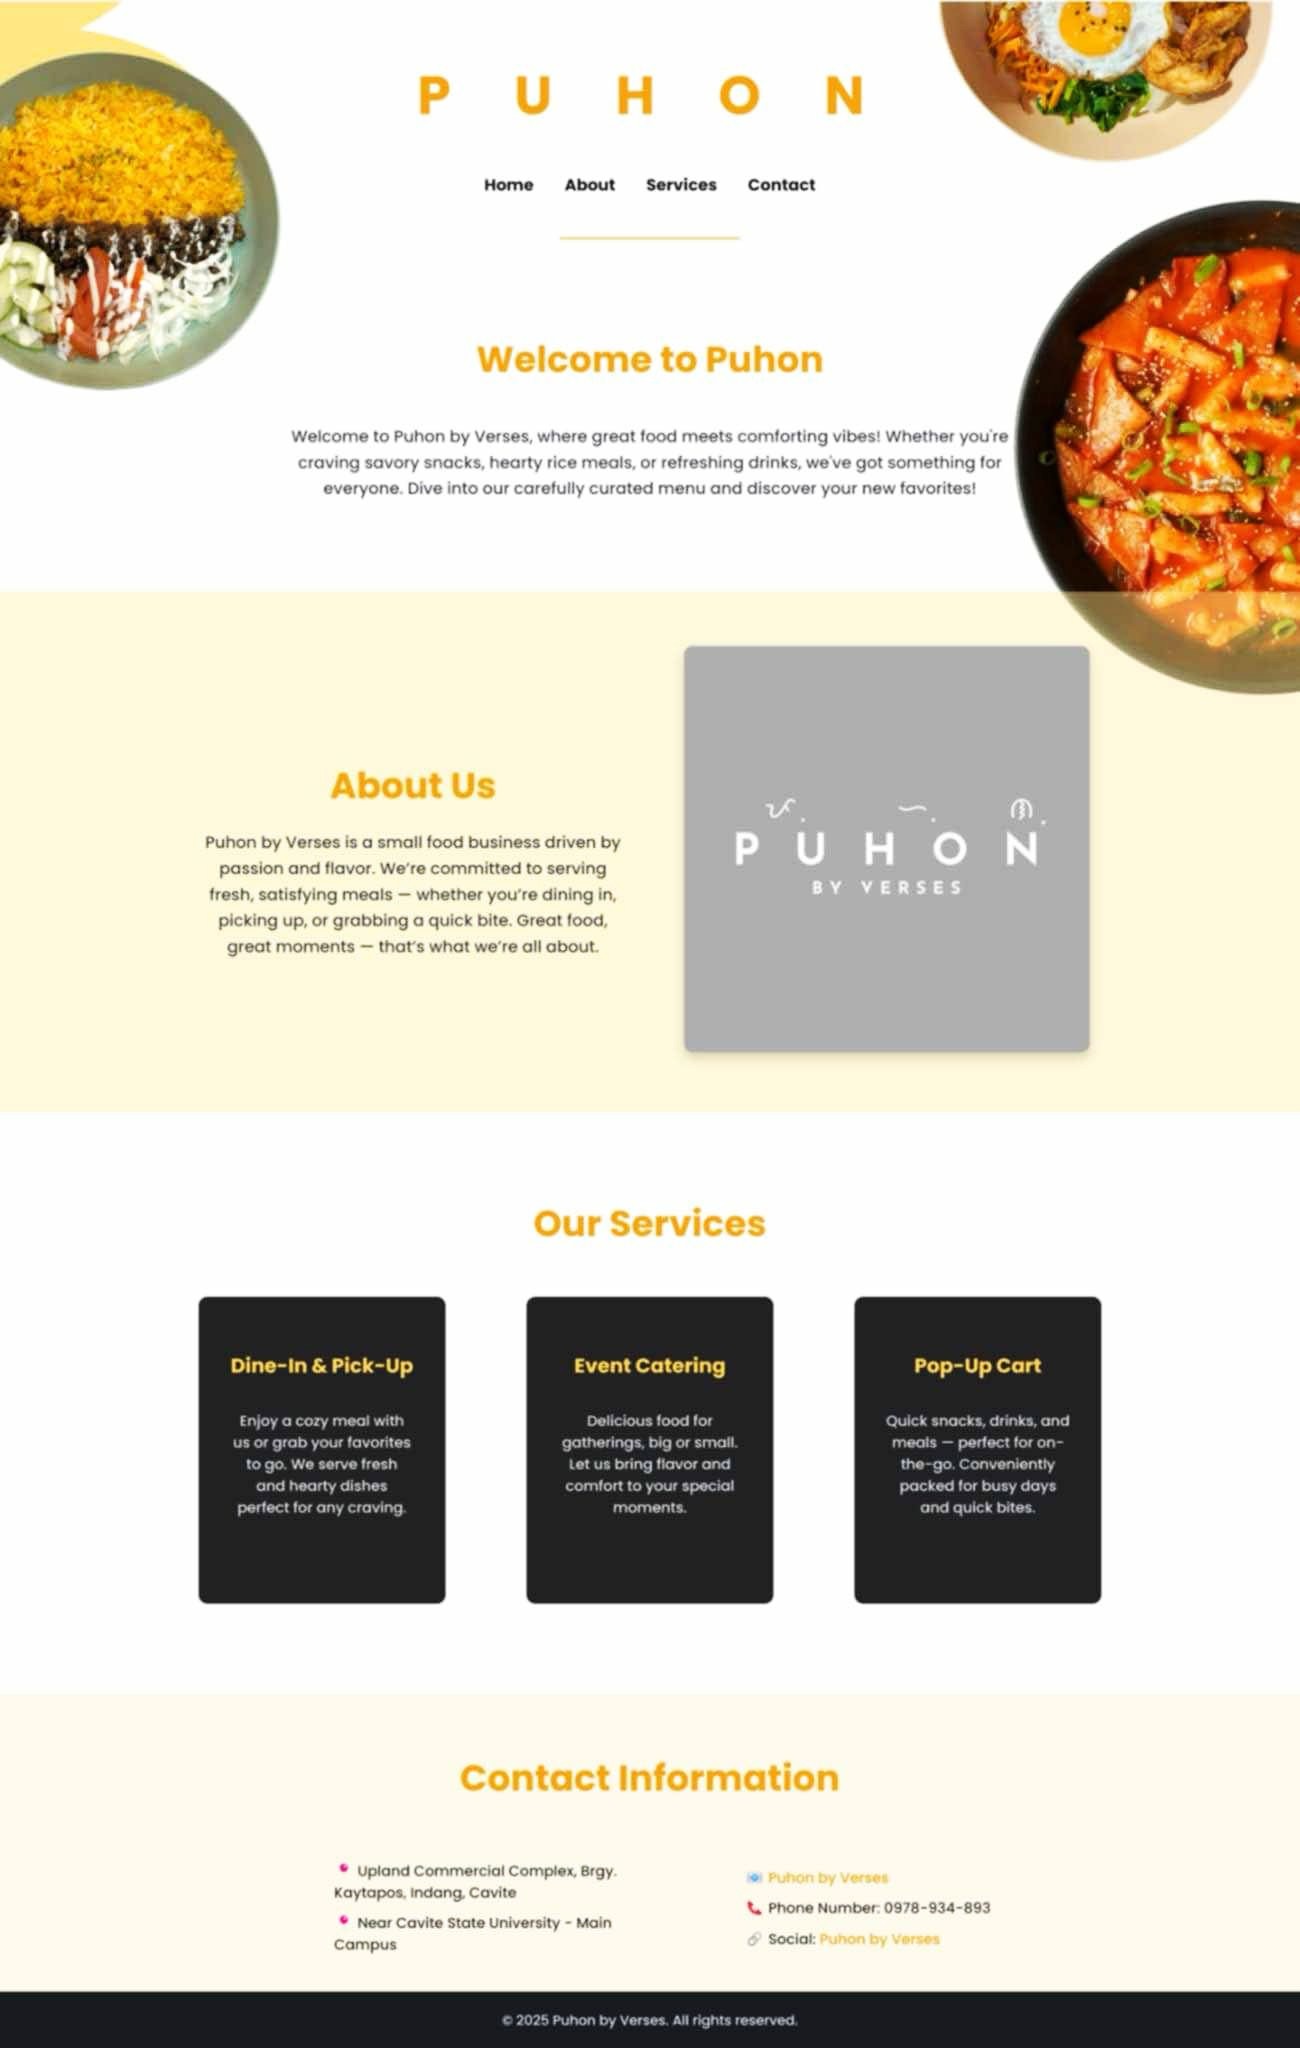 P U H O N
Home About Services Contact
Welcome to Puhon
Welcome to Puhon by Verses, where great food meets comforting vibes! Whether you're
craving savory snacks, hearty rice meals, or refreshing drinks, we've got something for
everyone. Dive into our carefully curated menu and discover your new favorites!
About Us
Puhon by Verses is a small food business driven by
passion and flavor. We're committed to serving
fresh, satisfying meals — whether you're dining in,
picking up, or grabbing a quick bite. Great food,
great moments — that's what we're all about.
P U H O N
BY VERSES
Our Services
Dine-In & Pick-Up
Enjoy a cozy meal with
us or grab your favorites
to go. We serve fresh
and hearty dishes
perfect for any craving.
Event Catering
Delicious food for
gatherings, big or small.
Let us bring flavor and
comfort to your special
moments.
Pop-Up Cart
Quick snacks, drinks, and
meals — perfect for on-
the-go. Conveniently
packed for busy days
and quick bites.
Contact Information
Upland Commercial Complex, Brgy.
Kaytapos, Indang, Cavite
Near Cavite State University - Main
Campus
Puhon by Verses
Phone Number: 0978-934-893
Social: Puhon by Verses
© 2025 Puhon by Verses. All rights reserved.